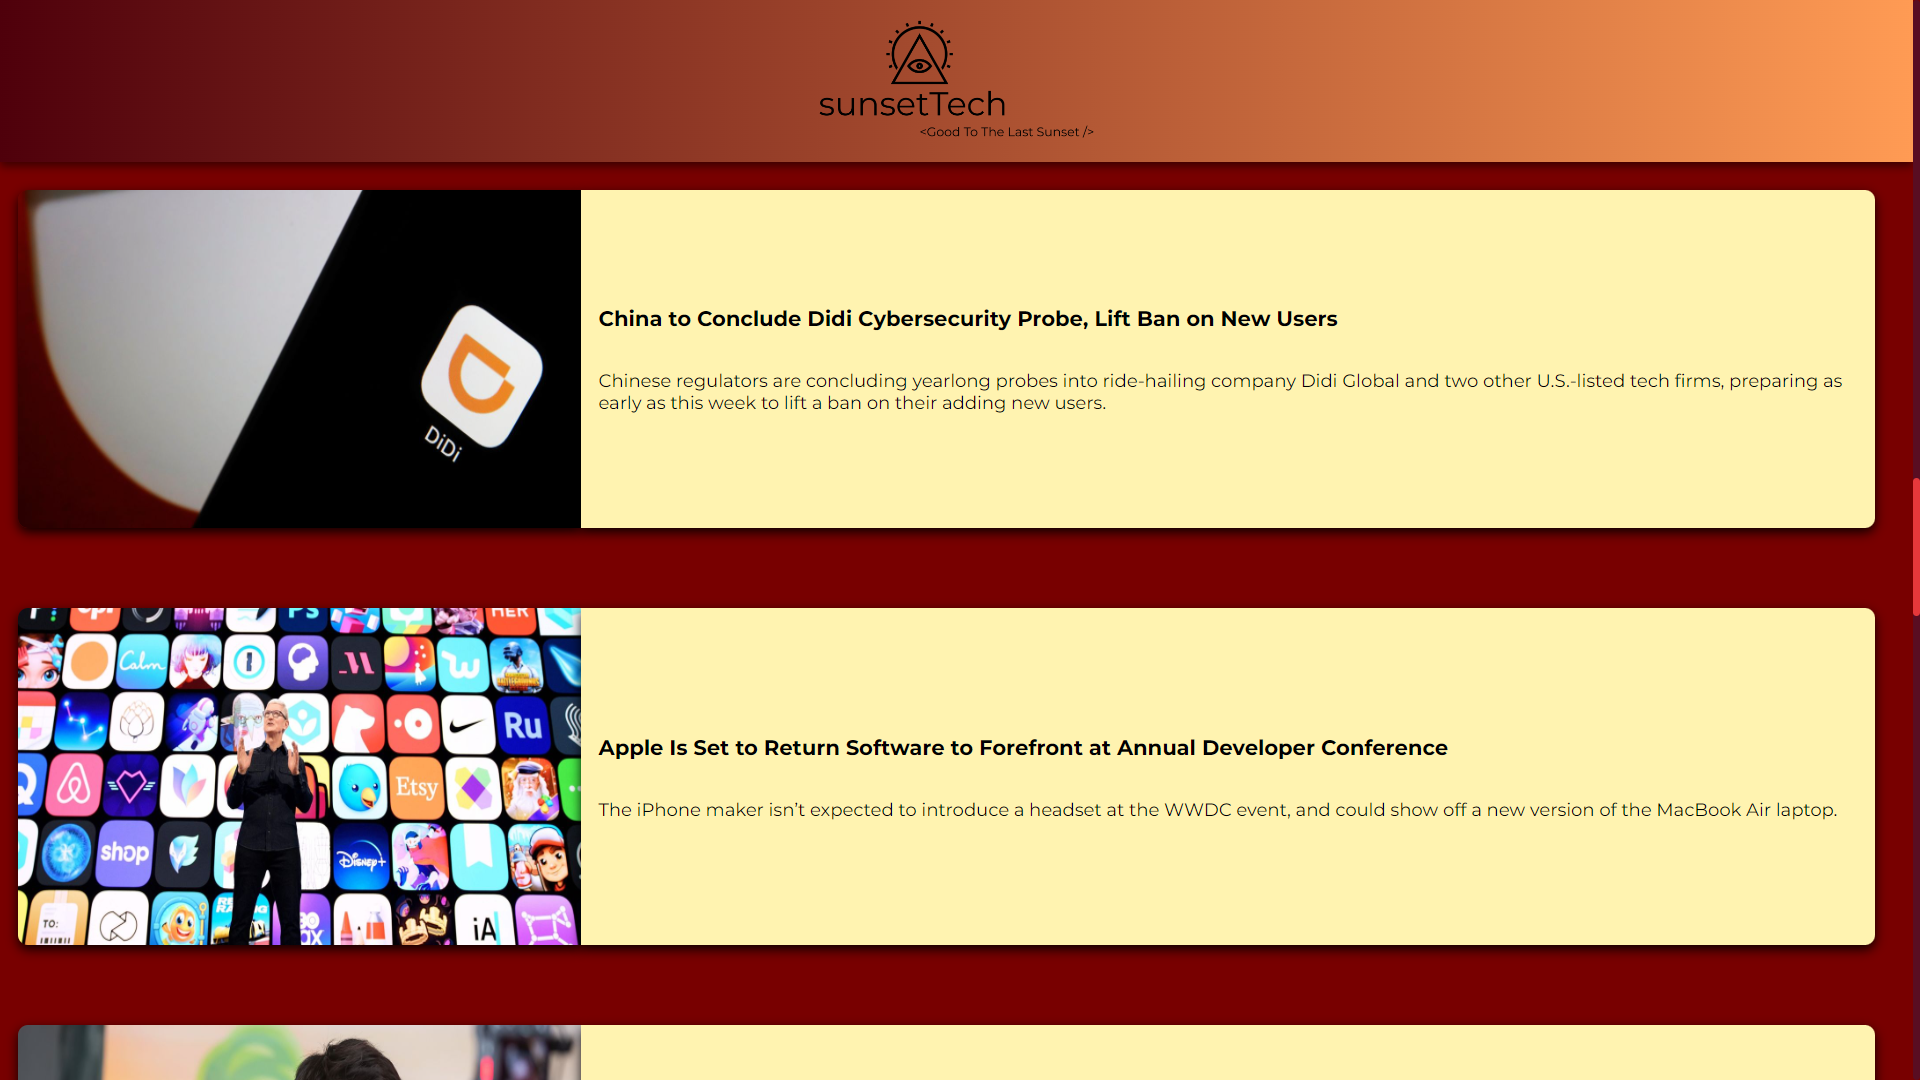 sunsetTech
<Good To The Last Sunset />
DiDi
China to Conclude Didi Cybersecurity Probe, Lift Ban on New Users
Chinese regulators are concluding yearlong probes into ride-hailing company Didi Global and two other U.S.-listed tech firms, preparing as
early as this week to lift a ban on their adding new users.
Ps
HER
Calm
Ru
Etsy
shop
Disney+
TO:
iA
Apple Is Set to Return Software to Forefront at Annual Developer Conference
The iPhone maker isn’t expected to introduce a headset at the WWDC event, and could show off a new version of the MacBook Air laptop.